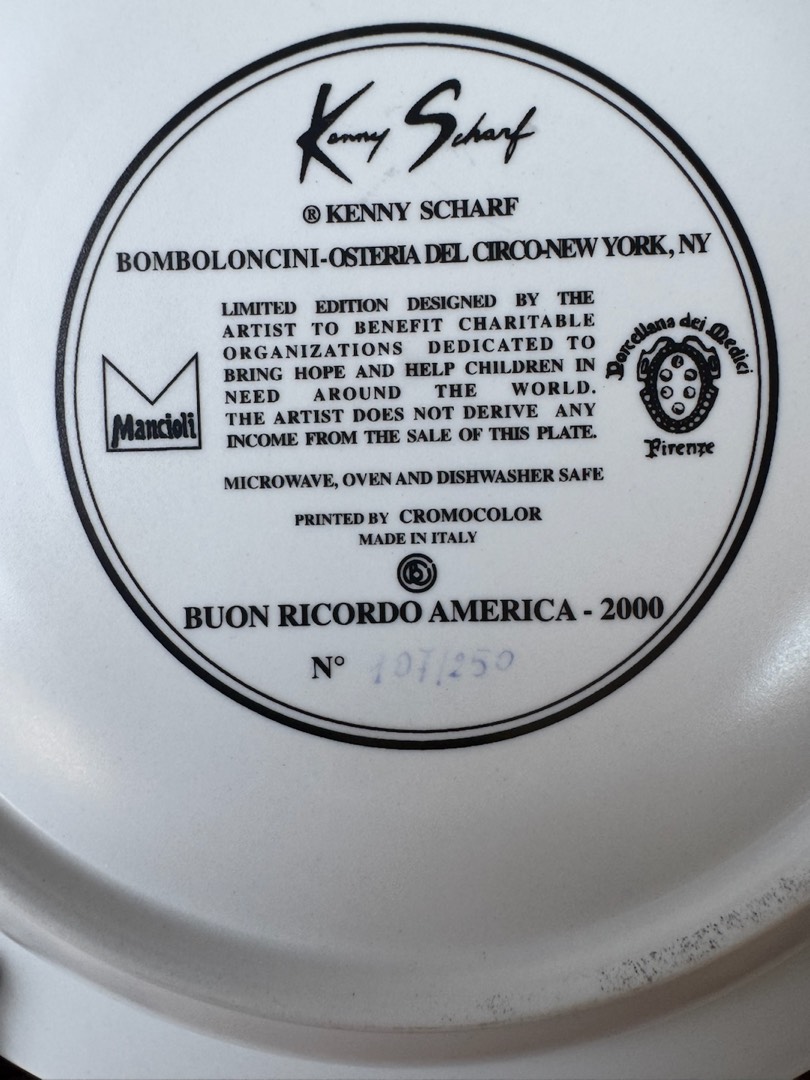 Kenny Scharf
® KENNY SCHARF
BOMBOLONCINI-OSTERIA DEL CIRCO-NEW YORK, NY
LIMITED EDITION DESIGNED BY THE
ARTIST TO BENEFIT CHARITABLE
ORGANIZATIONS DEDICATED TO
BRING HOPE AND HELP CHILDREN IN
NEED AROUND THE WORLD.
THE ARTIST DOES NOT DERIVE ANY
INCOME FROM THE SALE OF THIS PLATE.
Mancioli
Porcellana dei Medici
Firenze
MICROWAVE, OVEN AND DISHWASHER SAFE
PRINTED BY CROMOCOLOR
MADE IN ITALY
BUON RICORDO AMERICA - 2000
N° 107/250